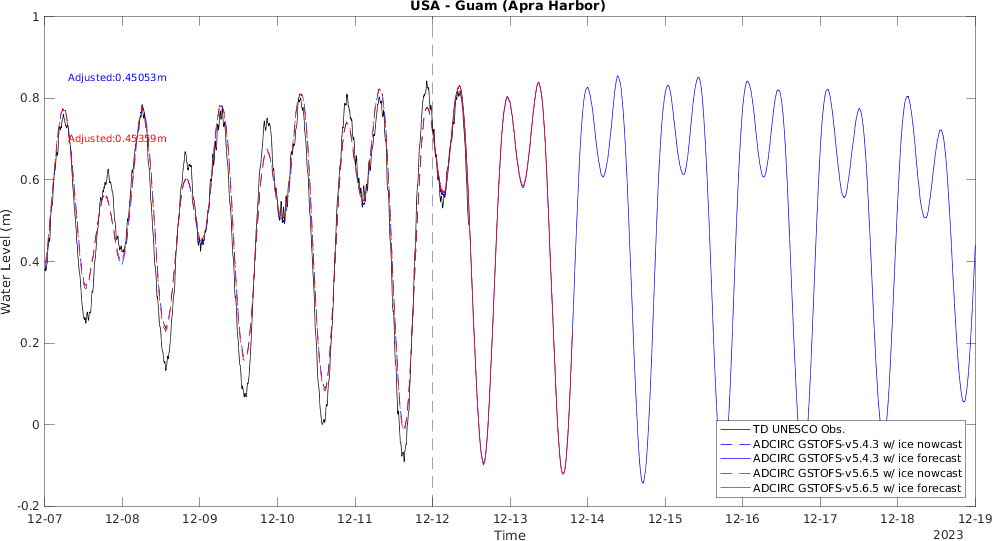 USA - Guam (Apra Harbor)
1
0.8
0.6
0.4
0.2
0
-0.2
Water Level (m)
Adjusted:0.45053m
Adjusted:0.45359m
TD UNESCO Obs.
ADCIRC GSTOFS-v5.4.3 w/ ice nowcast
ADCIRC GSTOFS-v5.4.3 w/ ice forecast
ADCIRC GSTOFS-v5.6.5 w/ ice nowcast
ADCIRC GSTOFS-v5.6.5 w/ ice forecast
12-07 12-08 12-09 12-10 12-11 12-12 12-13 12-14 12-15 12-16 12-17 12-18 12-19
Time
2023